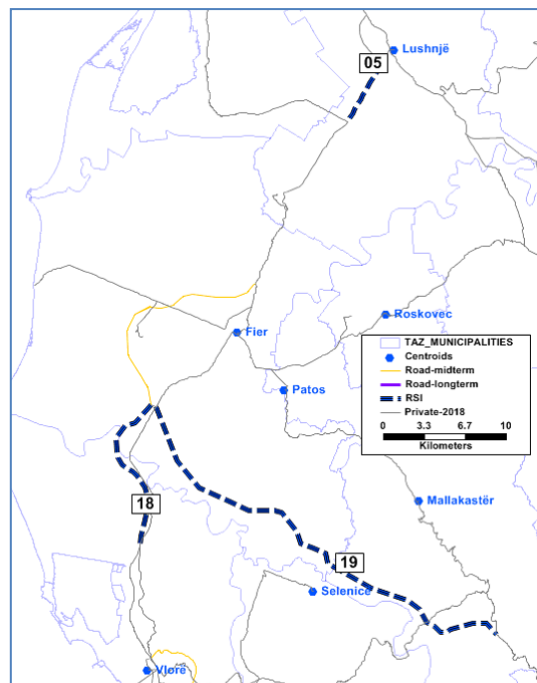 Lushnjë
05
Roskovec
Fier
TAZ_MUNICIPALITIES
Centroids
Road-midterm
Road-longterm
RSI
Private-2018
0 3.3 6.7 10
Kilometers
Patos
Mallakastër
18
19
Selenicë
Vlorë